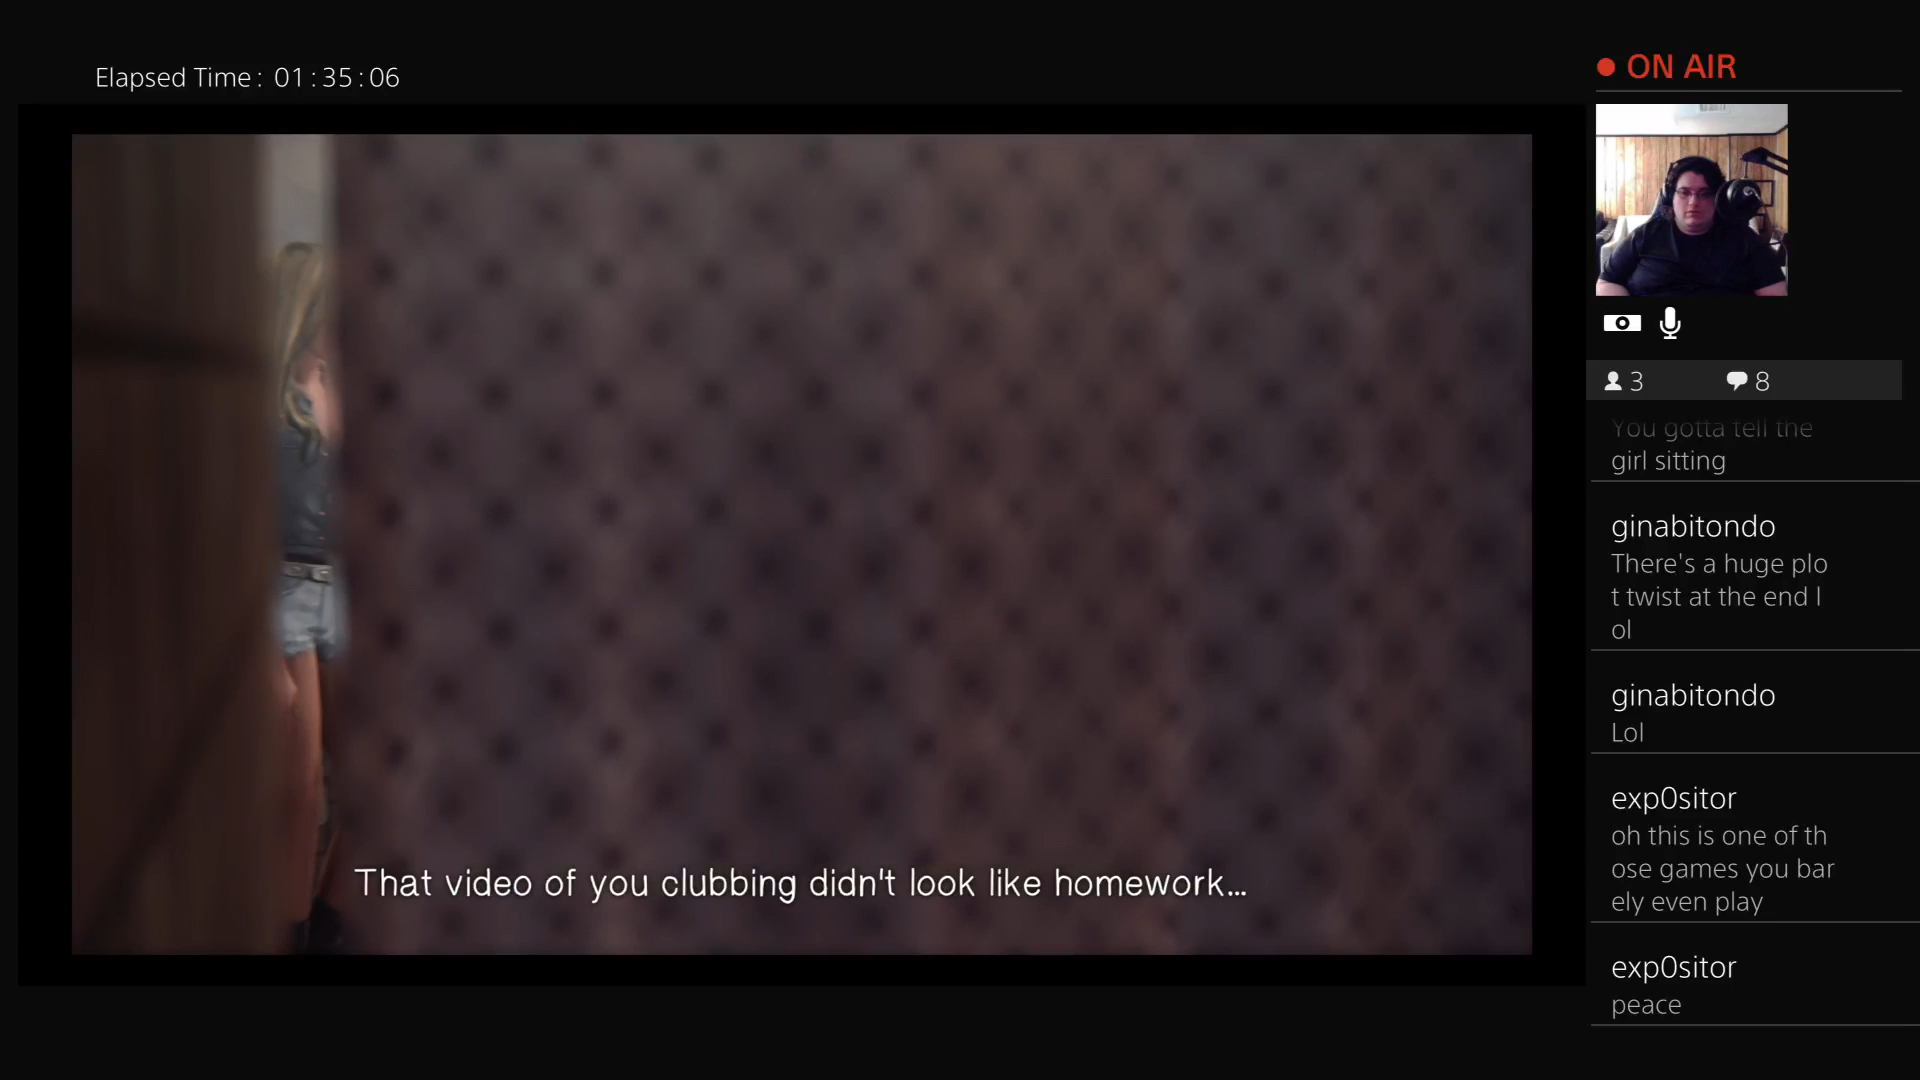 Elapsed Time: 01:35:06
ON AIR
3
8
You gotta tell the
girl sitting
ginabitondo
There's a huge plo
t twist at the end l
ol
ginabitondo
Lol
exp0sitor
oh this is one of th
ose games you bar
ely even play
exp0sitor
peace
That video of you clubbing didn't look like homework...